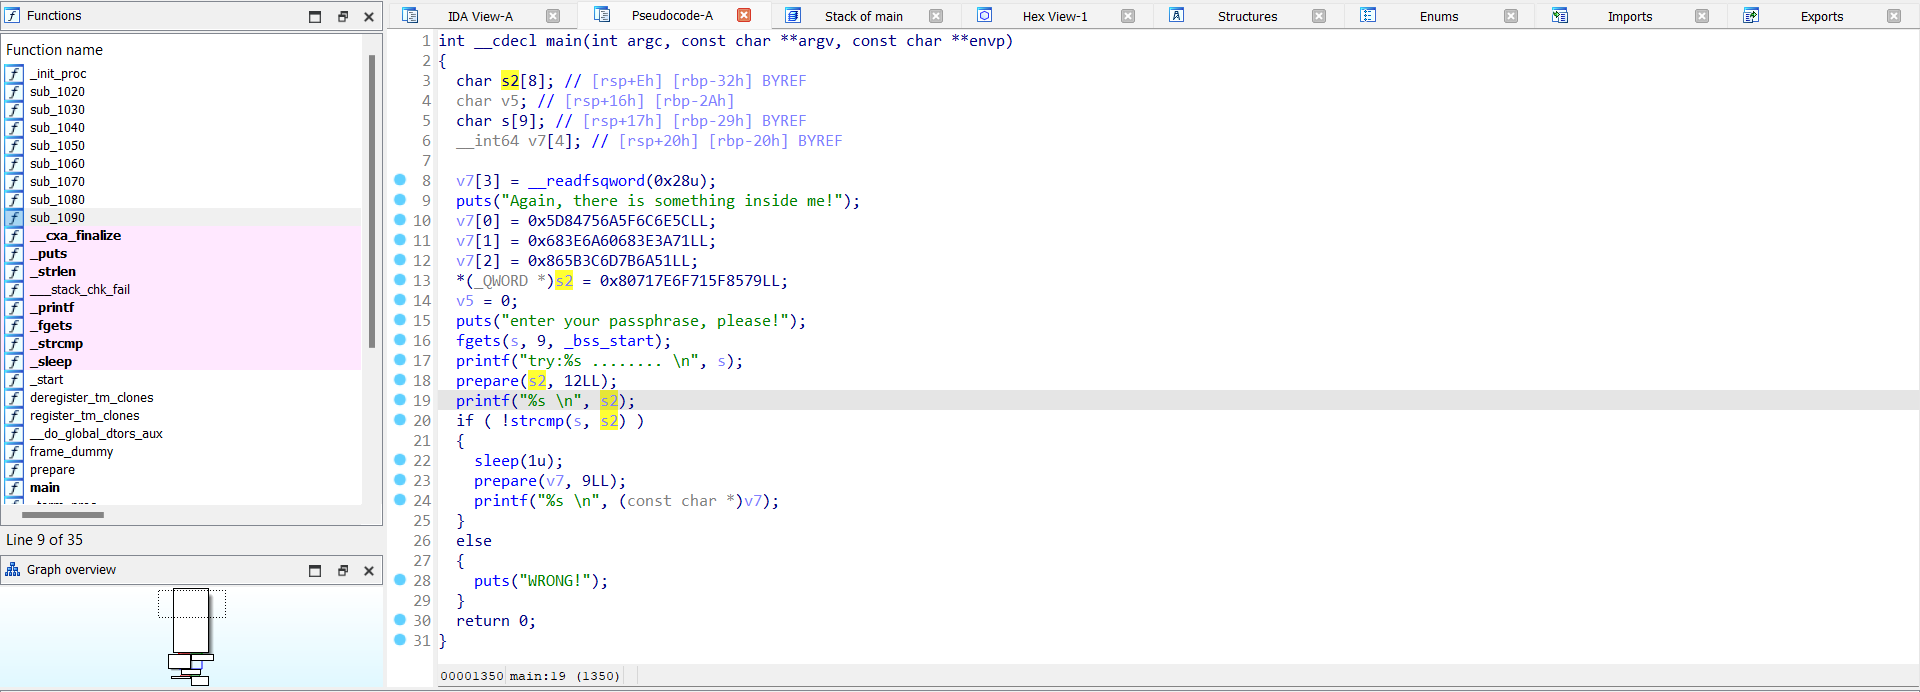 Functions
Function name
_init_proc
sub_1020
sub_1030
sub_1040
sub_1050
sub_1060
sub_1070
sub_1080
sub_1090
__cxa_finalize
_puts
_strlen
___stack_chk_fail
_printf
_fgets
_strcmp
_sleep
_start
deregister_tm_clones
register_tm_clones
__do_global_dtors_aux
frame_dummy
prepare
main
Line 9 of 35
Graph overview
IDA View-A
Pseudocode-A
Stack of main
Hex View-1
Structures
Enums
Imports
Exports
1 int __cdecl main(int argc, const char **argv, const char **envp)
2 {
3   char s2[8]; // [rsp+Eh] [rbp-32h] BYREF
4   char v5; // [rsp+16h] [rbp-2Ah]
5   char s[9]; // [rsp+17h] [rbp-29h] BYREF
6   __int64 v7[4]; // [rsp+20h] [rbp-20h] BYREF
7
8   v7[3] = __readfsqword(0x28u);
9   puts("Again, there is something inside me!");
10   v7[0] = 0x5D84756A5F6C6E5CLL;
11   v7[1] = 0x683E6A60683E3A71LL;
12   v7[2] = 0x865B3C6D7B6A51LL;
13   *(_QWORD *)s2 = 0x80717E6F715F8579LL;
14   v5 = 0;
15   puts("enter your passphrase, please!");
16   fgets(s, 9, _bss_start);
17   printf("try:%s ........ \n", s);
18   prepare(s2, 12LL);
19   printf("%s \n", s2);
20   if ( !strcmp(s, s2) )
21   {
22     sleep(1u);
23     prepare(v7, 9LL);
24     printf("%s \n", (const char *)v7);
25   }
26   else
27   {
28     puts("WRONG!");
29   }
30   return 0;
31 }
00001350 main:19 (1350)